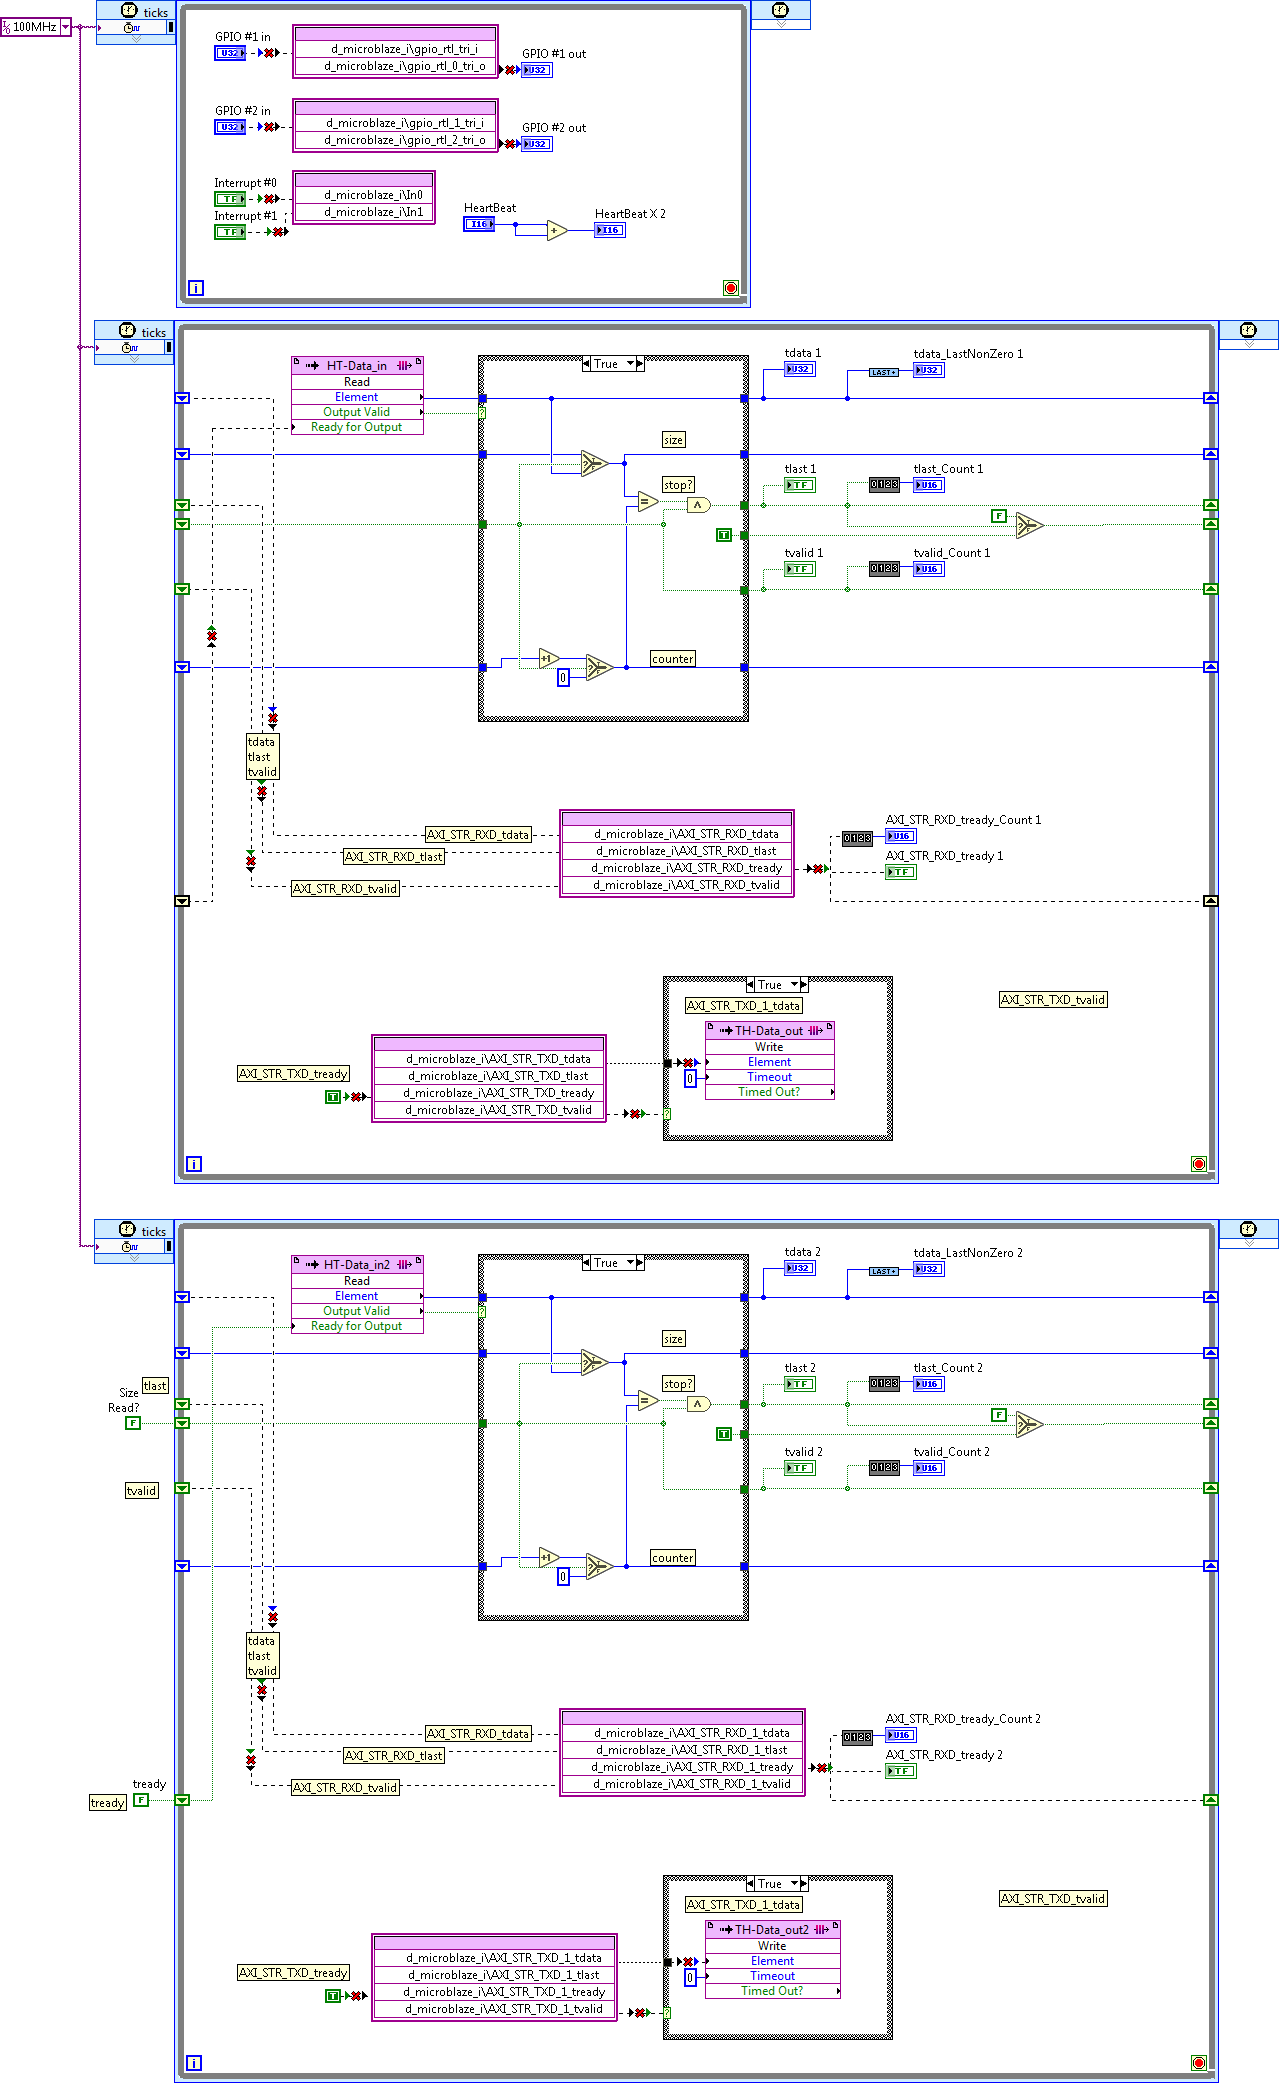 100MHz
ticks
GPIO #1 in
U32
d_microblaze_i\gpio_rtl_tri_i
d_microblaze_i\gpio_rtl_0_tri_o
GPIO #1 out
U32
GPIO #2 in
U32
d_microblaze_i\gpio_rtl_1_tri_i
d_microblaze_i\gpio_rtl_2_tri_o
GPIO #2 out
U32
Interrupt #0
TF
Interrupt #1
TF
d_microblaze_i\In0
d_microblaze_i\In1
HeartBeat
I16
+
HeartBeat X 2
I16
i
ticks
HT-Data_in
Read
Element
Output Valid
Ready for Output
True
tdata 1
U32
tdata_LastNonZero 1
LAST+
U32
size
stop?
tlast 1
TF
tlast_Count 1
0123
U16
F
T
tvalid 1
TF
tvalid_Count 1
0123
U16
+1
0
counter
tdata
tlast
tvalid
AXI_STR_RXD_tdata
AXI_STR_RXD_tlast
AXI_STR_RXD_tvalid
d_microblaze_i\AXI_STR_RXD_tdata
d_microblaze_i\AXI_STR_RXD_tlast
d_microblaze_i\AXI_STR_RXD_tready
d_microblaze_i\AXI_STR_RXD_tvalid
AXI_STR_RXD_tready_Count 1
0123
U16
AXI_STR_RXD_tready 1
TF
True
AXI_STR_TXD_1_tdata
TH-Data_out
Write
Element
Timeout
Timed Out?
0
AXI_STR_TXD_tvalid
AXI_STR_TXD_tready
T
d_microblaze_i\AXI_STR_TXD_tdata
d_microblaze_i\AXI_STR_TXD_tlast
d_microblaze_i\AXI_STR_TXD_tready
d_microblaze_i\AXI_STR_TXD_tvalid
i
ticks
HT-Data_in2
Read
Element
Output Valid
Ready for Output
True
tdata 2
U32
tdata_LastNonZero 2
LAST+
U32
size
stop?
tlast 2
TF
tlast_Count 2
0123
U16
F
T
tlast
Size
Read?
F
tvalid
tvalid 2
TF
tvalid_Count 2
0123
U16
+1
0
counter
tdata
tlast
tvalid
AXI_STR_RXD_tdata
AXI_STR_RXD_tlast
AXI_STR_RXD_tvalid
d_microblaze_i\AXI_STR_RXD_1_tdata
d_microblaze_i\AXI_STR_RXD_1_tlast
d_microblaze_i\AXI_STR_RXD_1_tready
d_microblaze_i\AXI_STR_RXD_1_tvalid
AXI_STR_RXD_tready_Count 2
0123
U16
AXI_STR_RXD_tready 2
TF
tready
tready
F
True
AXI_STR_TXD_1_tdata
TH-Data_out2
Write
Element
Timeout
Timed Out?
0
AXI_STR_TXD_tvalid
AXI_STR_TXD_tready
T
d_microblaze_i\AXI_STR_TXD_1_tdata
d_microblaze_i\AXI_STR_TXD_1_tlast
d_microblaze_i\AXI_STR_TXD_1_tready
d_microblaze_i\AXI_STR_TXD_1_tvalid
i